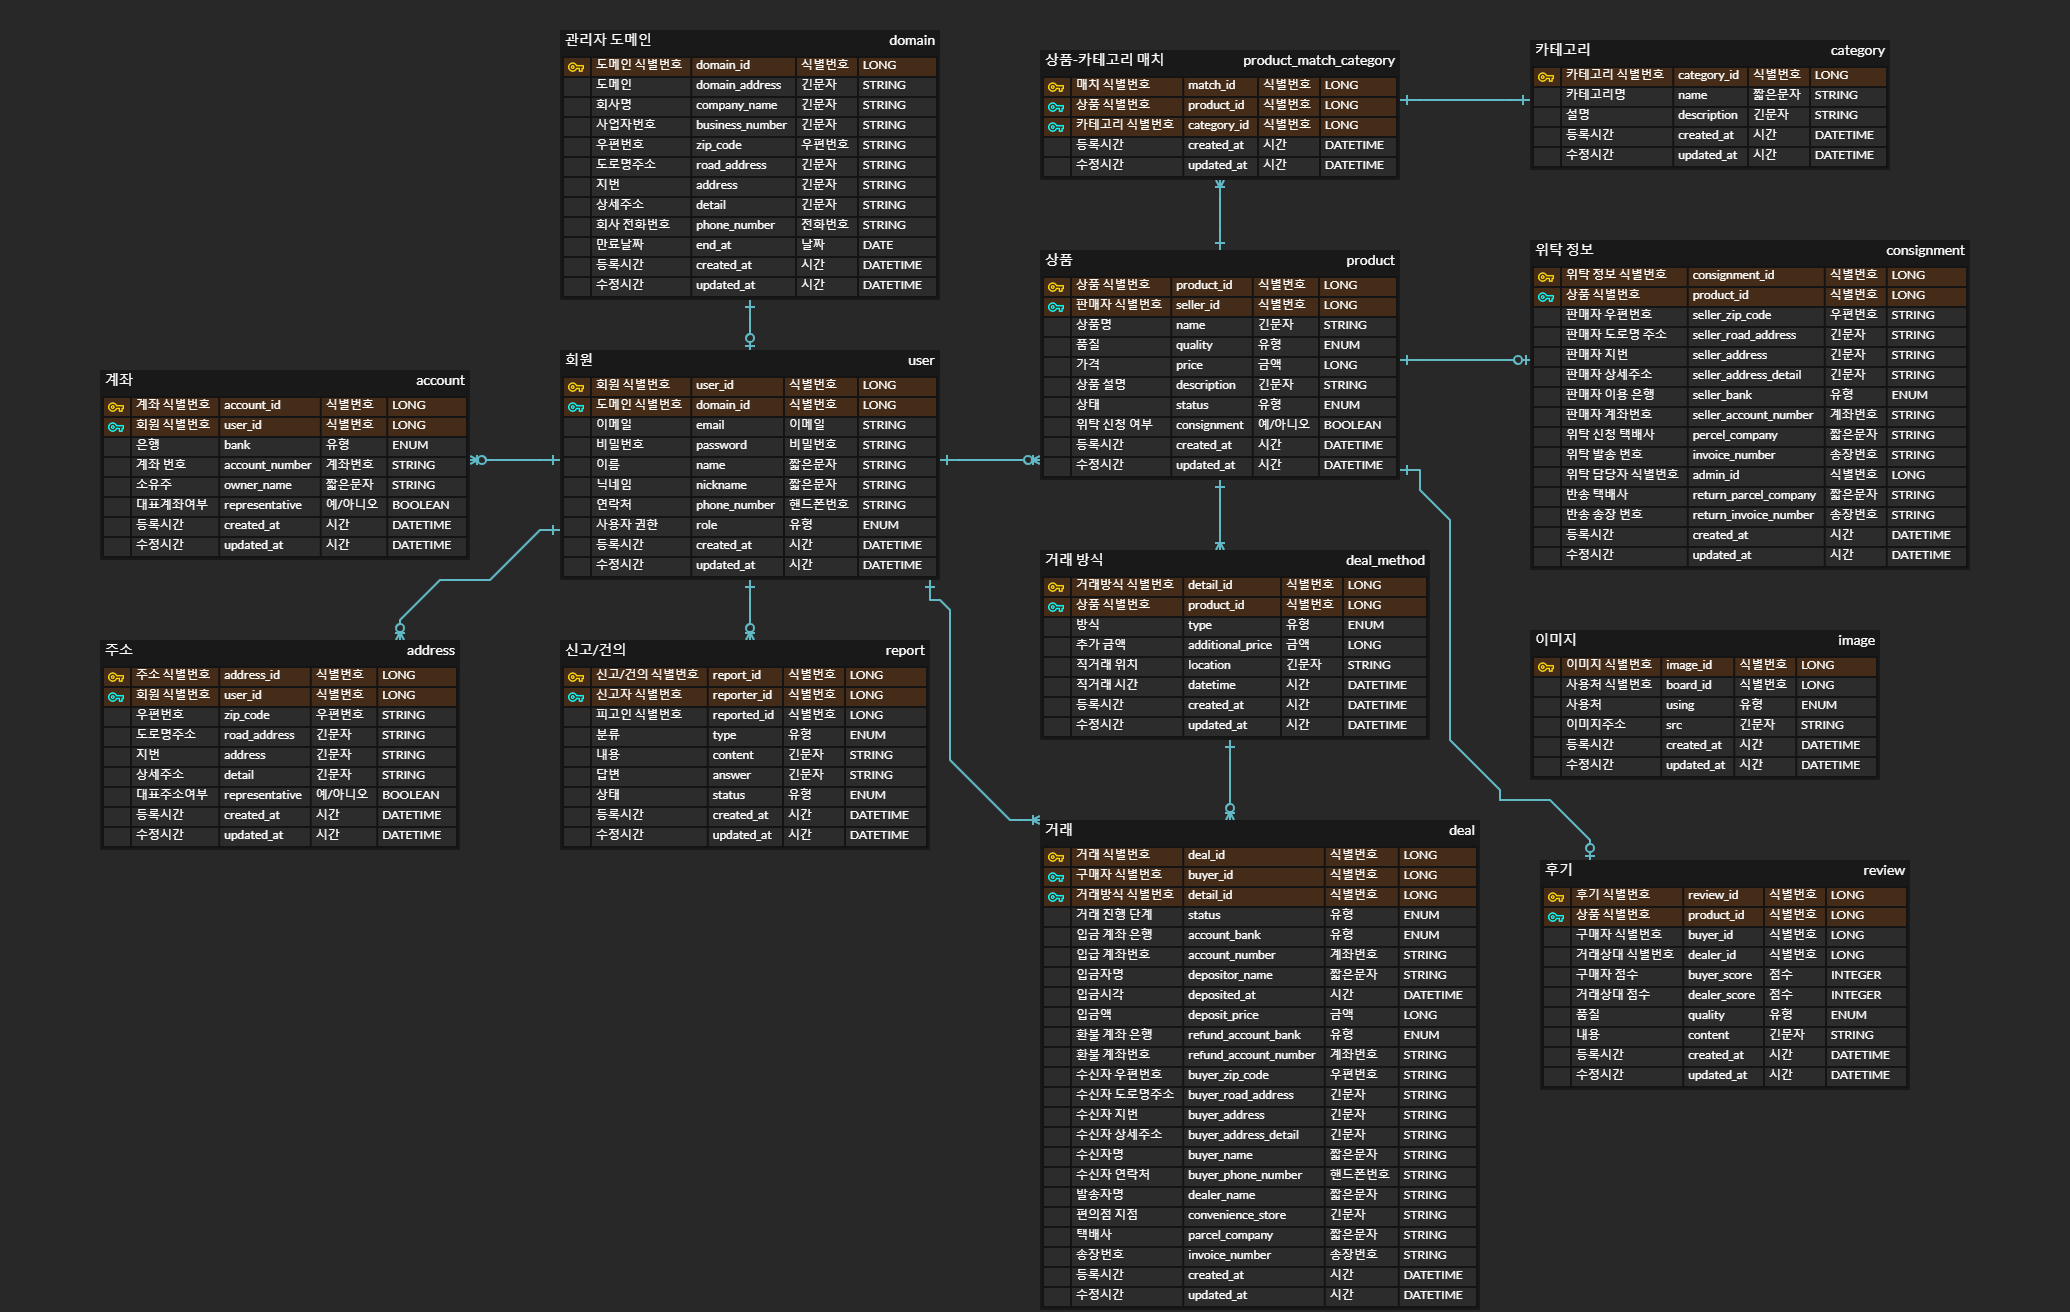 관리자 도메인 domain
도메인 식별번호 domain_id 식별번호 LONG
도메인 domain_address 긴문자 STRING
회사명 company_name 긴문자 STRING
사업자번호 business_number 긴문자 STRING
우편번호 zip_code 우편번호 STRING
도로명주소 road_address 긴문자 STRING
지번 address 긴문자 STRING
상세주소 detail 긴문자 STRING
회사 전화번호 phone_number 전화번호 STRING
만료날짜 end_at 날짜 DATE
등록시간 created_at 시간 DATETIME
수정시간 updated_at 시간 DATETIME
상품-카테고리 매치 product_match_category
매치 식별번호 match_id 식별번호 LONG
상품 식별번호 product_id 식별번호 LONG
카테고리 식별번호 category_id 식별번호 LONG
등록시간 created_at 시간 DATETIME
수정시간 updated_at 시간 DATETIME
카테고리 category
카테고리 식별번호 category_id 식별번호 LONG
카테고리명 name 짧은문자 STRING
설명 description 긴문자 STRING
등록시간 created_at 시간 DATETIME
수정시간 updated_at 시간 DATETIME
상품 product
상품 식별번호 product_id 식별번호 LONG
판매자 식별번호 seller_id 식별번호 LONG
상품명 name 긴문자 STRING
품질 quality 유형 ENUM
가격 price 금액 LONG
상품 설명 description 긴문자 STRING
상태 status 유형 ENUM
위탁 신청 여부 consignment 예/아니오 BOOLEAN
등록시간 created_at 시간 DATETIME
수정시간 updated_at 시간 DATETIME
위탁 정보 consignment
위탁 정보 식별번호 consignment_id 식별번호 LONG
상품 식별번호 product_id 식별번호 LONG
판매자 우편번호 seller_zip_code 우편번호 STRING
판매자 도로명 주소 seller_road_address 긴문자 STRING
판매자 지번 seller_address 긴문자 STRING
판매자 상세주소 seller_address_detail 긴문자 STRING
판매자 이용 은행 seller_bank 유형 ENUM
판매자 계좌번호 seller_account_number 계좌번호 STRING
위탁 신청 택배사 percel_company 짧은문자 STRING
위탁 발송 번호 invoice_number 송장번호 STRING
위탁 담당자 식별번호 admin_id 식별번호 LONG
반송 택배사 return_parcel_company 짧은문자 STRING
반송 송장 번호 return_invoice_number 송장번호 STRING
등록시간 created_at 시간 DATETIME
수정시간 updated_at 시간 DATETIME
계좌 account
계좌 식별번호 account_id 식별번호 LONG
회원 식별번호 user_id 식별번호 LONG
은행 bank 유형 ENUM
계좌 번호 account_number 계좌번호 STRING
소유주 owner_name 짧은문자 STRING
대표계좌여부 representative 예/아니오 BOOLEAN
등록시간 created_at 시간 DATETIME
수정시간 updated_at 시간 DATETIME
회원 user
회원 식별번호 user_id 식별번호 LONG
도메인 식별번호 domain_id 식별번호 LONG
이메일 email 이메일 STRING
비밀번호 password 비밀번호 STRING
이름 name 짧은문자 STRING
닉네임 nickname 짧은문자 STRING
연락처 phone_number 핸드폰번호 STRING
사용자 권한 role 유형 ENUM
등록시간 created_at 시간 DATETIME
수정시간 updated_at 시간 DATETIME
거래 방식 deal_method
거래방식 식별번호 detail_id 식별번호 LONG
상품 식별번호 product_id 식별번호 LONG
방식 type 유형 ENUM
추가 금액 additional_price 금액 LONG
직거래 위치 location 긴문자 STRING
직거래 시간 datetime 시간 DATETIME
등록시간 created_at 시간 DATETIME
수정시간 updated_at 시간 DATETIME
주소 address
주소 식별번호 address_id 식별번호 LONG
회원 식별번호 user_id 식별번호 LONG
우편번호 zip_code 우편번호 STRING
도로명주소 road_address 긴문자 STRING
지번 address 긴문자 STRING
상세주소 detail 긴문자 STRING
대표주소여부 representative 예/아니오 BOOLEAN
등록시간 created_at 시간 DATETIME
수정시간 updated_at 시간 DATETIME
신고/건의 report
신고/건의 식별번호 report_id 식별번호 LONG
신고자 식별번호 reporter_id 식별번호 LONG
피고인 식별번호 reported_id 식별번호 LONG
분류 type 유형 ENUM
내용 content 긴문자 STRING
답변 answer 긴문자 STRING
상태 status 유형 ENUM
등록시간 created_at 시간 DATETIME
수정시간 updated_at 시간 DATETIME
이미지 image
이미지 식별번호 image_id 식별번호 LONG
사용처 식별번호 board_id 식별번호 LONG
사용처 using 유형 ENUM
이미지주소 src 긴문자 STRING
등록시간 created_at 시간 DATETIME
수정시간 updated_at 시간 DATETIME
거래 deal
거래 식별번호 deal_id 식별번호 LONG
구매자 식별번호 buyer_id 식별번호 LONG
거래방식 식별번호 detail_id 식별번호 LONG
거래 진행 단계 status 유형 ENUM
입금 계좌 은행 account_bank 유형 ENUM
입급 계좌번호 account_number 계좌번호 STRING
입금자명 depositor_name 짧은문자 STRING
입금시각 deposited_at 시간 DATETIME
입금액 deposit_price 금액 LONG
환불 계좌 은행 refund_account_bank 유형 ENUM
환불 계좌번호 refund_account_number 계좌번호 STRING
수신자 우편번호 buyer_zip_code 우편번호 STRING
수신자 도로명주소 buyer_road_address 긴문자 STRING
수신자 지번 buyer_address 긴문자 STRING
수신자 상세주소 buyer_address_detail 긴문자 STRING
수신자명 buyer_name 짧은문자 STRING
수신자 연락처 buyer_phone_number 핸드폰번호 STRING
발송자명 dealer_name 짧은문자 STRING
편의점 지점 convenience_store 긴문자 STRING
택배사 parcel_company 짧은문자 STRING
송장번호 invoice_number 송장번호 STRING
등록시간 created_at 시간 DATETIME
수정시간 updated_at 시간 DATETIME
후기 review
후기 식별번호 review_id 식별번호 LONG
상품 식별번호 product_id 식별번호 LONG
구매자 식별번호 buyer_id 식별번호 LONG
거래상대 식별번호 dealer_id 식별번호 LONG
구매자 점수 buyer_score 점수 INTEGER
거래상대 점수 dealer_score 점수 INTEGER
품질 quality 유형 ENUM
내용 content 긴문자 STRING
등록시간 created_at 시간 DATETIME
수정시간 updated_at 시간 DATETIME